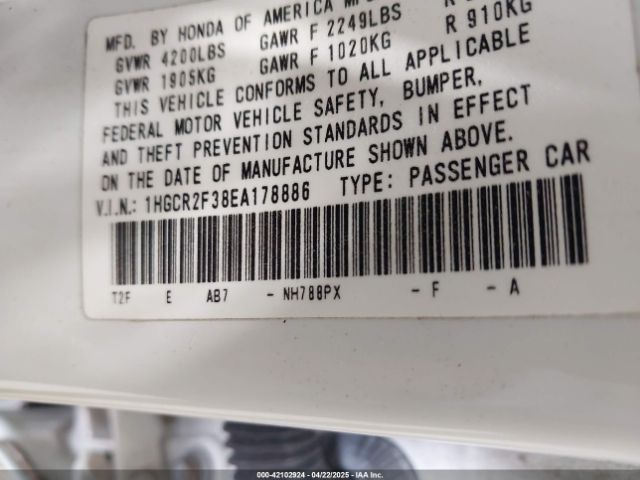 MFD. BY HONDA OF AMERICA
GVWR 4200LBS GAWR F 2249LBS R
GVWR 1905KG GAWR F 1020KG R 910KG
THIS VEHICLE CONFORMS TO ALL APPLICABLE
FEDERAL MOTOR VEHICLE SAFETY, BUMPER,
AND THEFT PREVENTION STANDARDS IN EFFECT
ON THE DATE OF MANUFACTURE SHOWN ABOVE.
V.I.N.: 1HGCR2F38EA178886 TYPE: PASSENGER CAR
T2F E AB7 - NH788PX - F - A
000-42102924 - 04/22/2025 - IAA Inc.